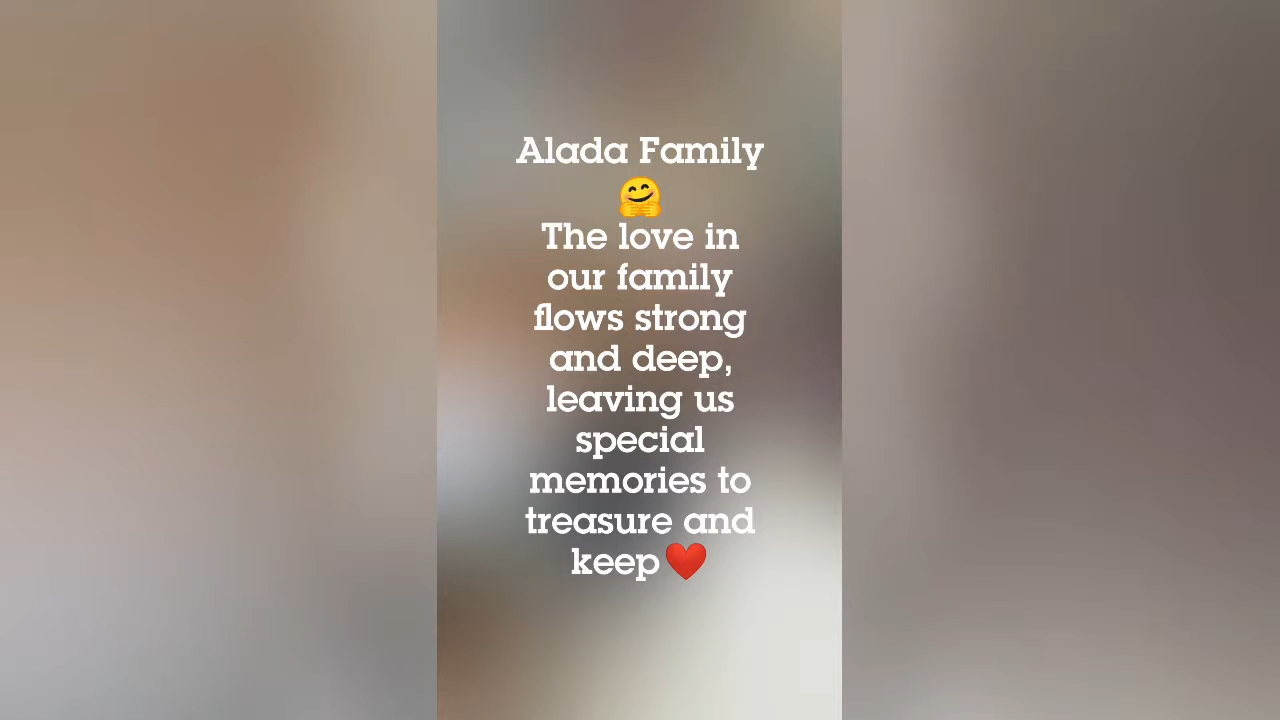 Alada Family
🤗
The love in
our family
flows strong
and deep,
leaving us
special
memories to
treasure and
keep❤️